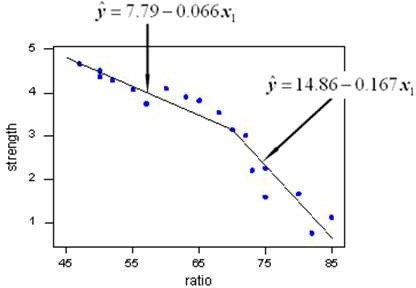 ŷ = 7.79 − 0.066x₁
5
ŷ = 14.86 − 0.167x₁
4
strength
3
2
1
45 55 65 75 85
ratio